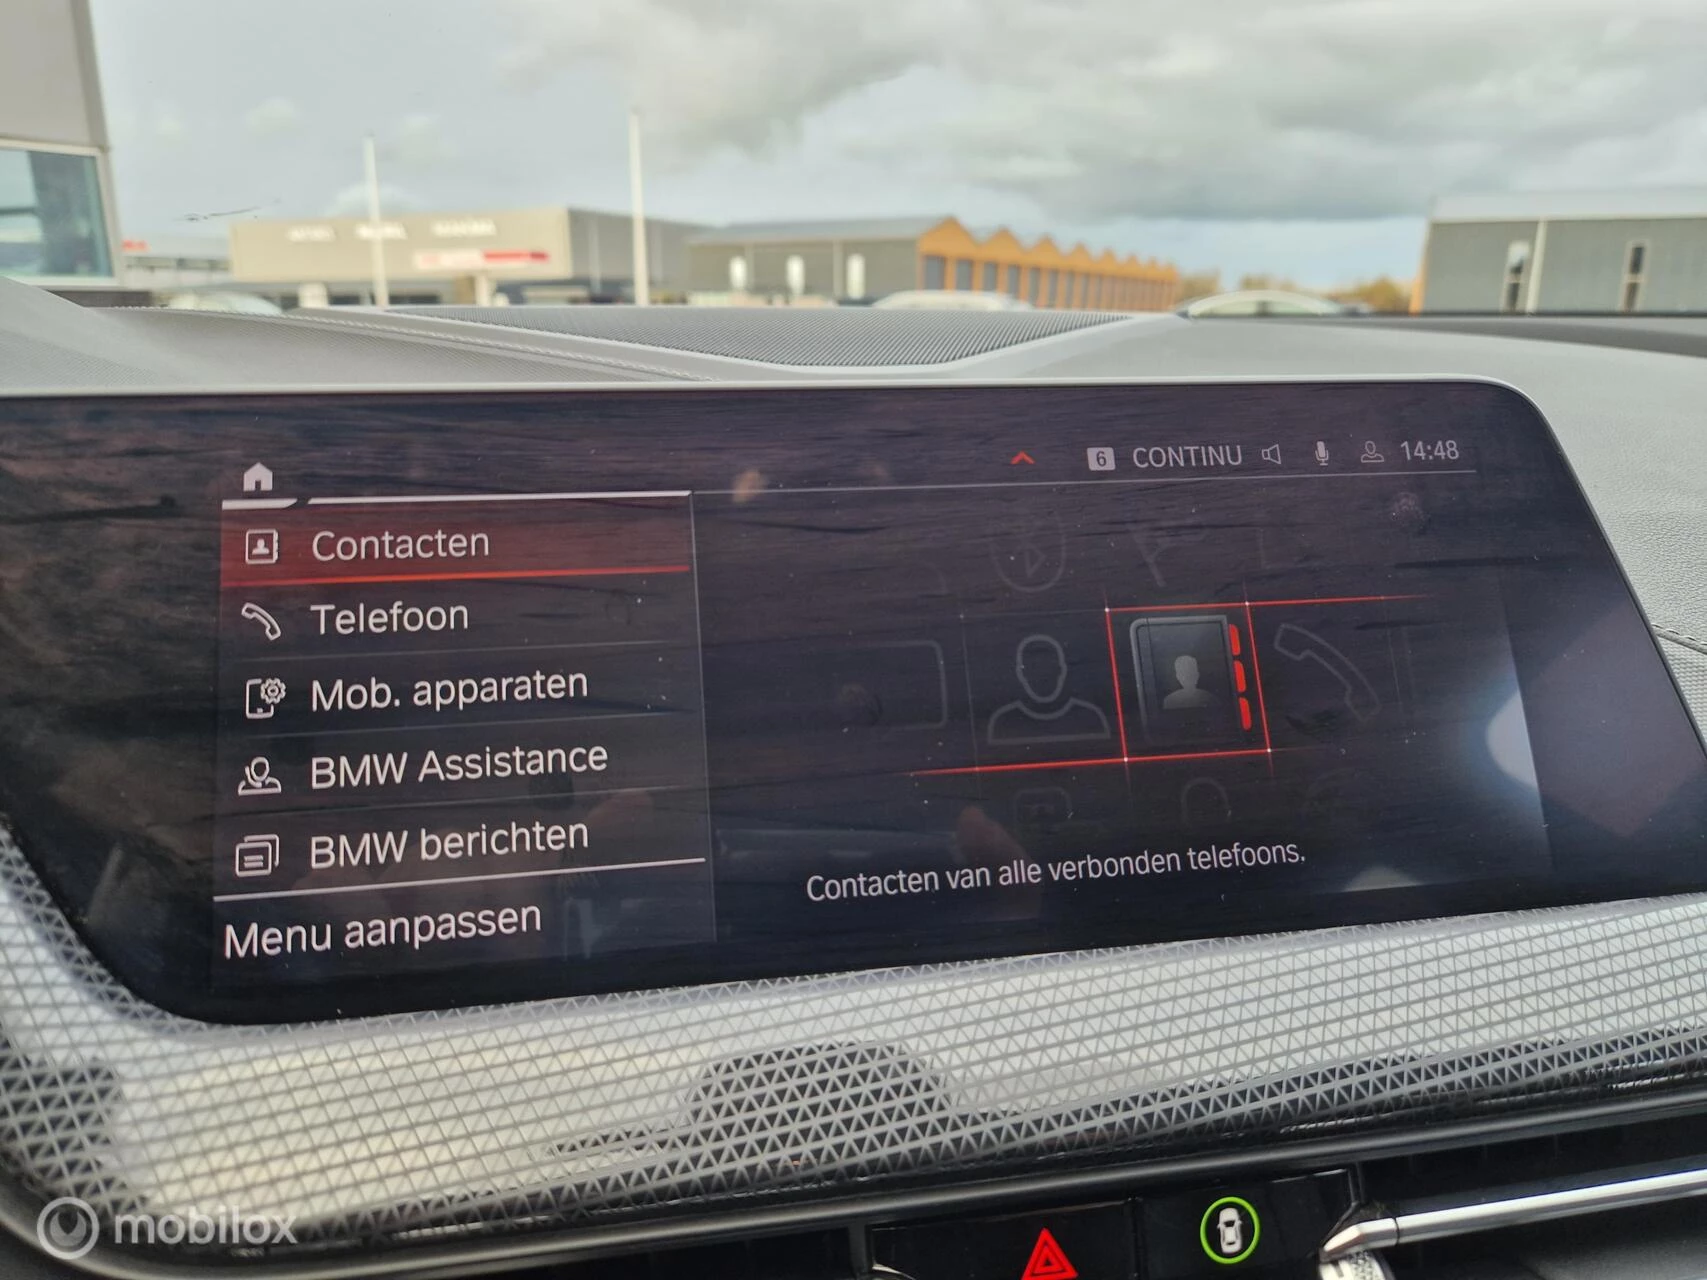 6 CONTINU 14:48
Contacten
Telefoon
Mob. apparaten
BMW Assistance
BMW berichten
Menu aanpassen
Contacten van alle verbonden telefoons.
mobilox